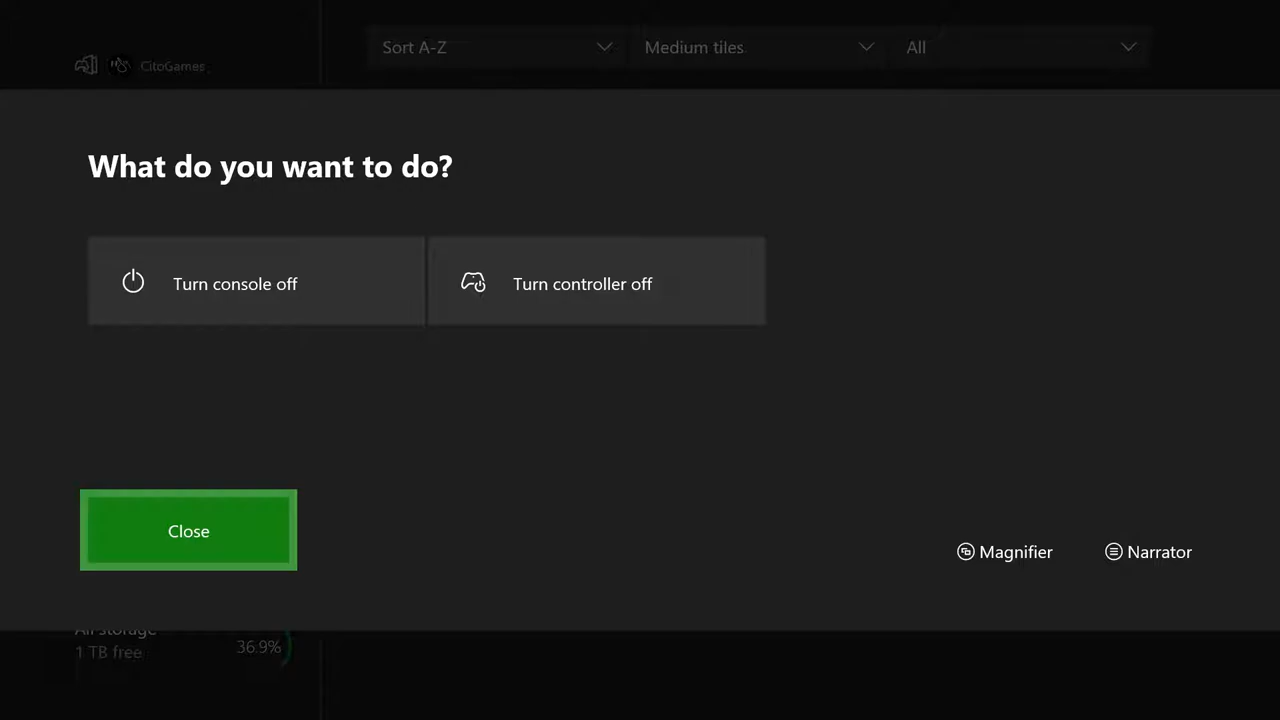 Sort A-Z
Medium tiles
All
CitoGames
What do you want to do?
Turn console off
Turn controller off
Close
Magnifier
Narrator
All storage
1 TB free
36.9%